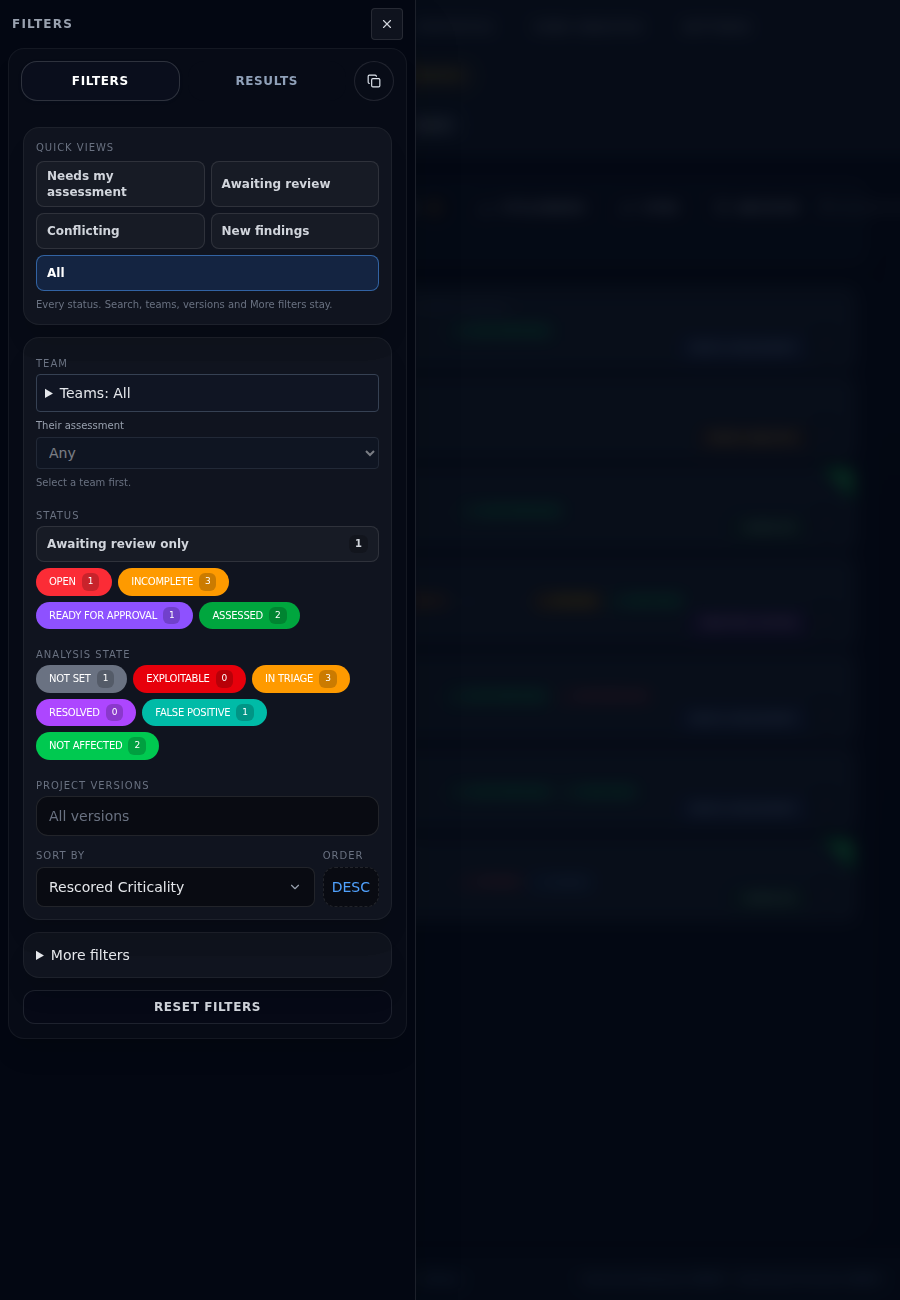 FILTERS
FILTERS
RESULTS
QUICK VIEWS
Needs my
assessment
Awaiting review
Conflicting
New findings
All
Every status. Search, teams, versions and More filters stay.
TEAM
Teams: All
Their assessment
Any
Select a team first.
STATUS
Awaiting review only 1
OPEN 1
INCOMPLETE 3
READY FOR APPROVAL 1
ASSESSED 2
ANALYSIS STATE
NOT SET 1
EXPLOITABLE 0
IN TRIAGE 3
RESOLVED 0
FALSE POSITIVE 1
NOT AFFECTED 2
PROJECT VERSIONS
All versions
SORT BY
ORDER
Rescored Criticality
DESC
More filters
RESET FILTERS